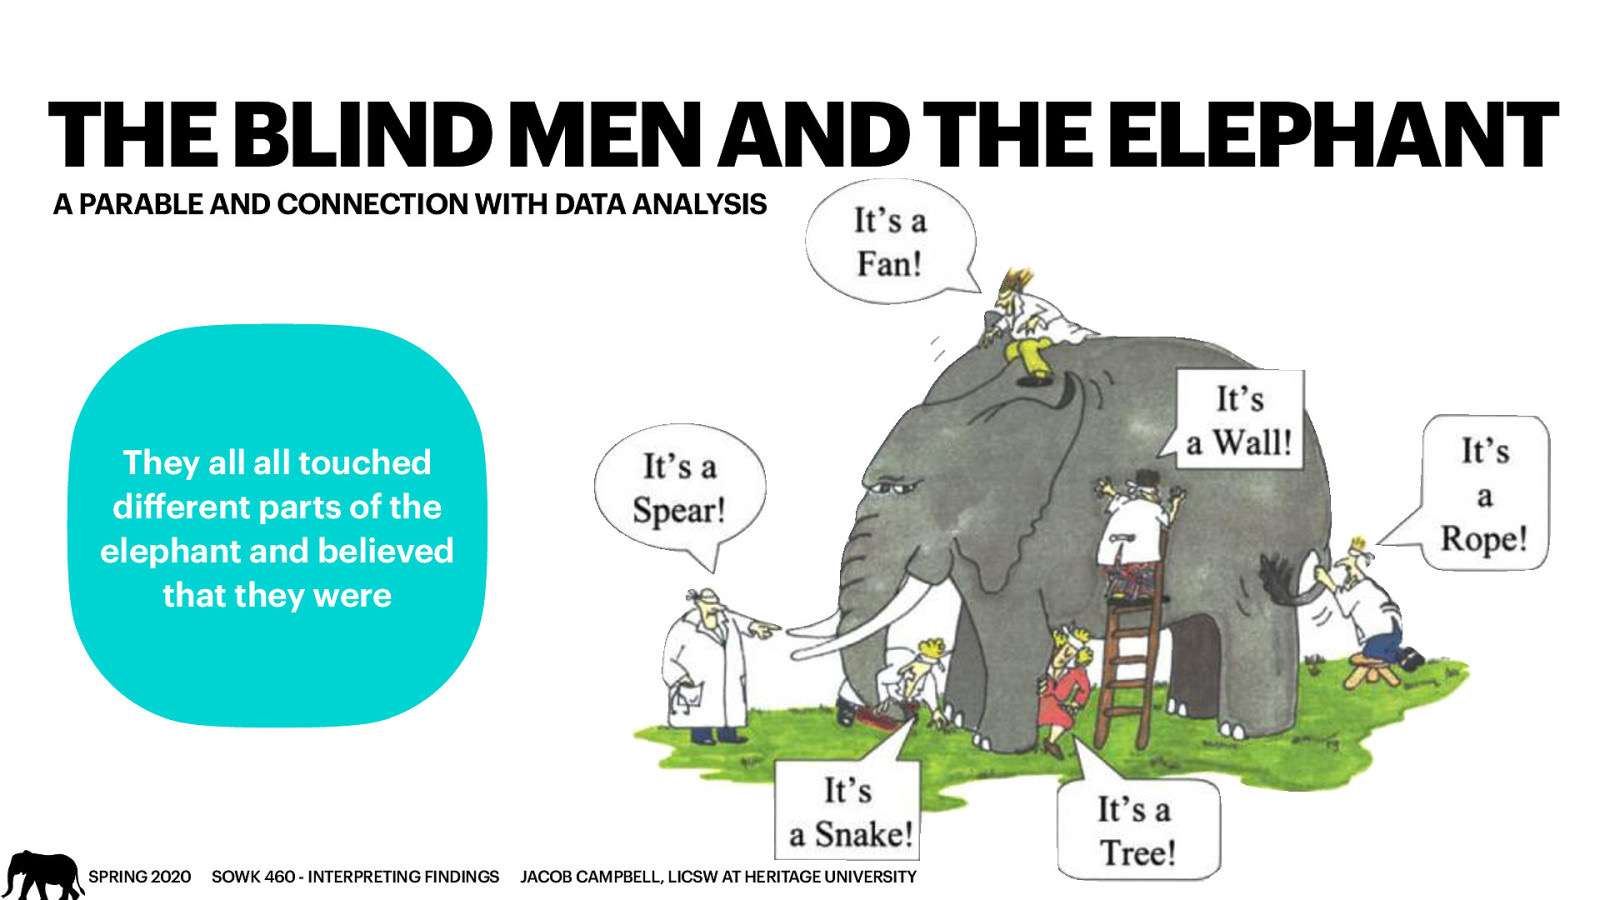 THE BLIND MEN AND THE ELEPHANT
A PARABLE AND CONNECTION WITH DATA ANALYSIS
It's a
Fan!
It's
a Wall!
It's a
Spear!
It's
a
Rope!
They all all touched
different parts of the
elephant and believed
that they were
It's
a Snake!
It's a
Tree!
SPRING 2020 SOWK 460 - INTERPRETING FINDINGS JACOB CAMPBELL, LICSW AT HERITAGE UNIVERSITY